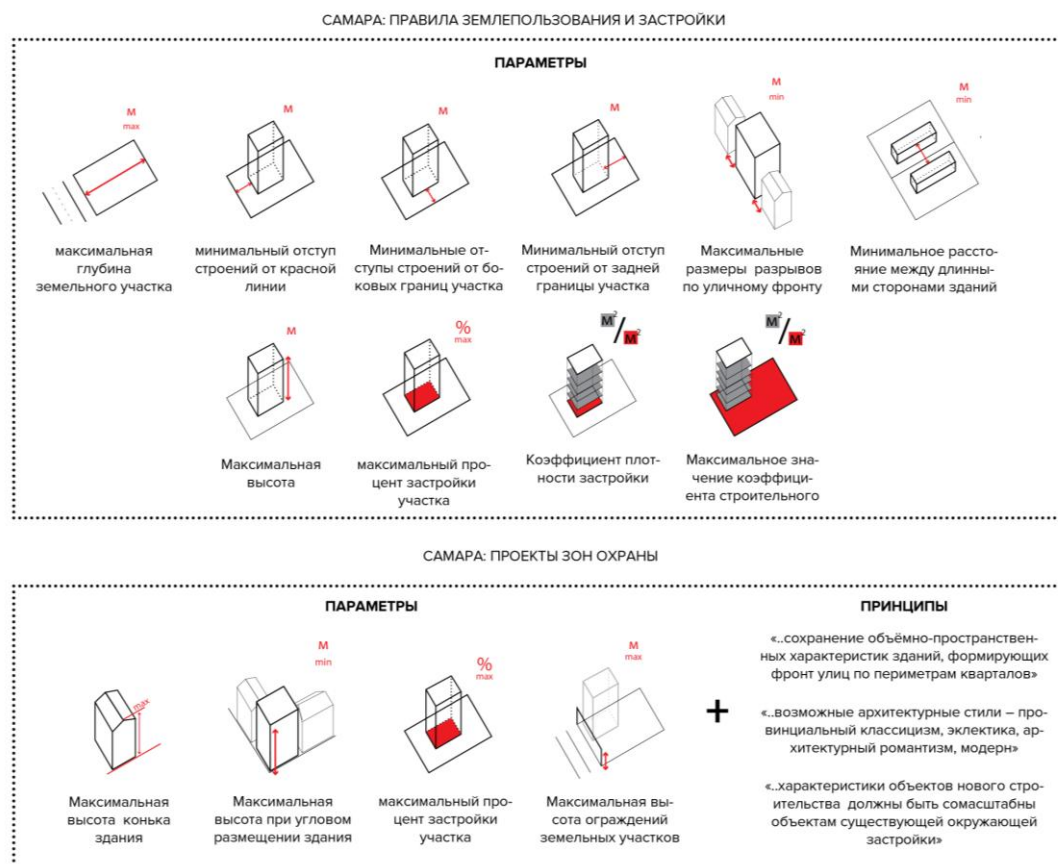 САМАРА: ПРАВИЛА ЗЕМЛЕПОЛЬЗОВАНИЯ И ЗАСТРОЙКИ
ПАРАМЕТРЫ
М
max
максимальная
глубина
земельного участка
М
минимальный отступ
строений от красной
линии
М
Минимальные от-
ступы строений от бо-
ковых границ участка
М
Минимальный отступ
строений от задней
границы участка
М
min
Максимальные
размеры разрывов
по уличному фронту
М
min
Минимальное рассто-
яние между длинны-
ми сторонами зданий
М
Максимальная
высота
%
max
максимальный про-
цент застройки
участка
М²/М²
Коэффициент плот-
ности застройки
М²/М²
Максимальное зна-
чение коэффици-
ента строительного
САМАРА: ПРОЕКТЫ ЗОН ОХРАНЫ
ПАРАМЕТРЫ
max
Максимальная
высота конька
здания
М
min
Максимальная
высота при угловом
размещении здания
%
max
максимальный про-
цент застройки
участка
М
max
Максимальная вы-
сота ограждений
земельных участков
+
ПРИНЦИПЫ
«..сохранение объёмно-пространствен-
ных характеристик зданий, формирующих
фронт улиц по периметрам кварталов»
«..возможные архитектурные стили – про-
винциальный классицизм, эклектика, ар-
хитектурный романтизм, модерн»
«..характеристики объектов нового стро-
ительства должны быть сомасштабны
объектам существующей окружающей
застройки»